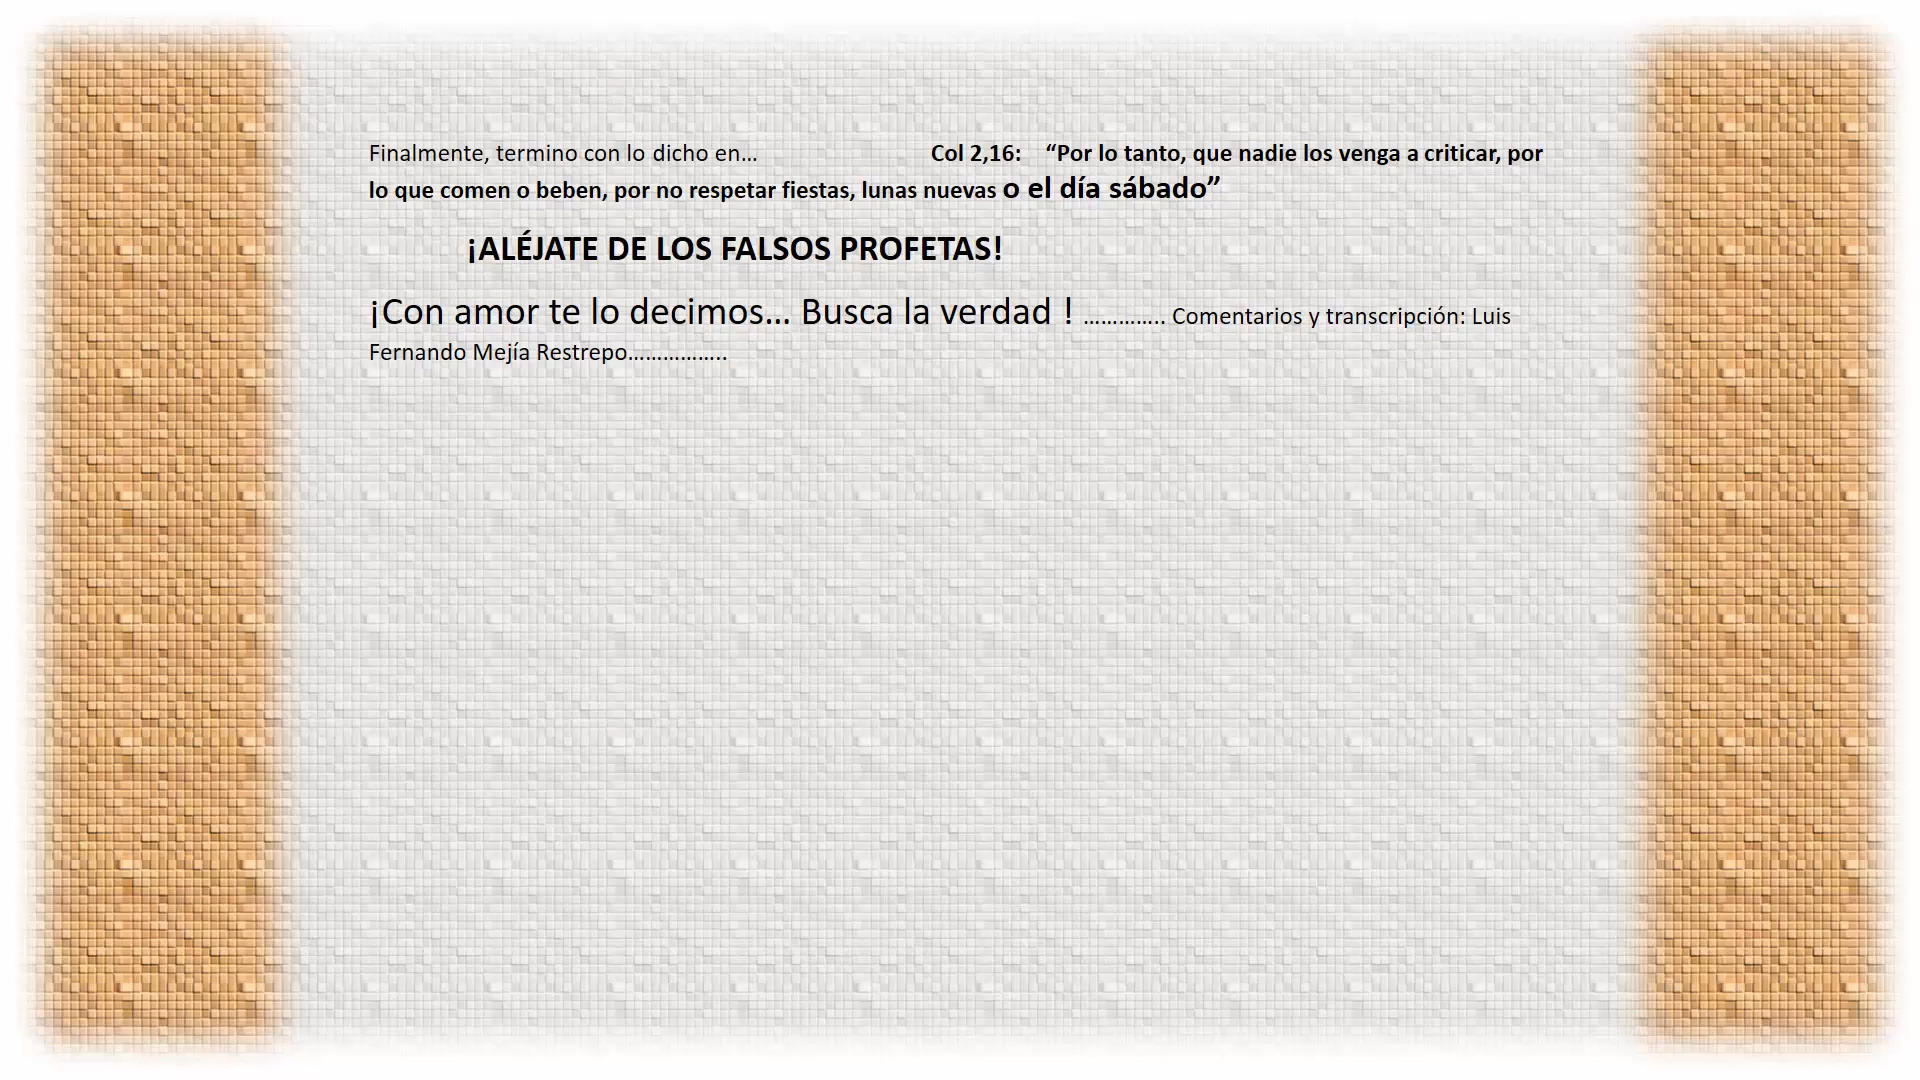 Finalmente, termino con lo dicho en… Col 2,16: “Por lo tanto, que nadie los venga a criticar, por
lo que comen o beben, por no respetar fiestas, lunas nuevas o el día sábado”
¡ALÉJATE DE LOS FALSOS PROFETAS!
¡Con amor te lo decimos… Busca la verdad ! ………….. Comentarios y transcripción: Luis
Fernando Mejía Restrepo……………..